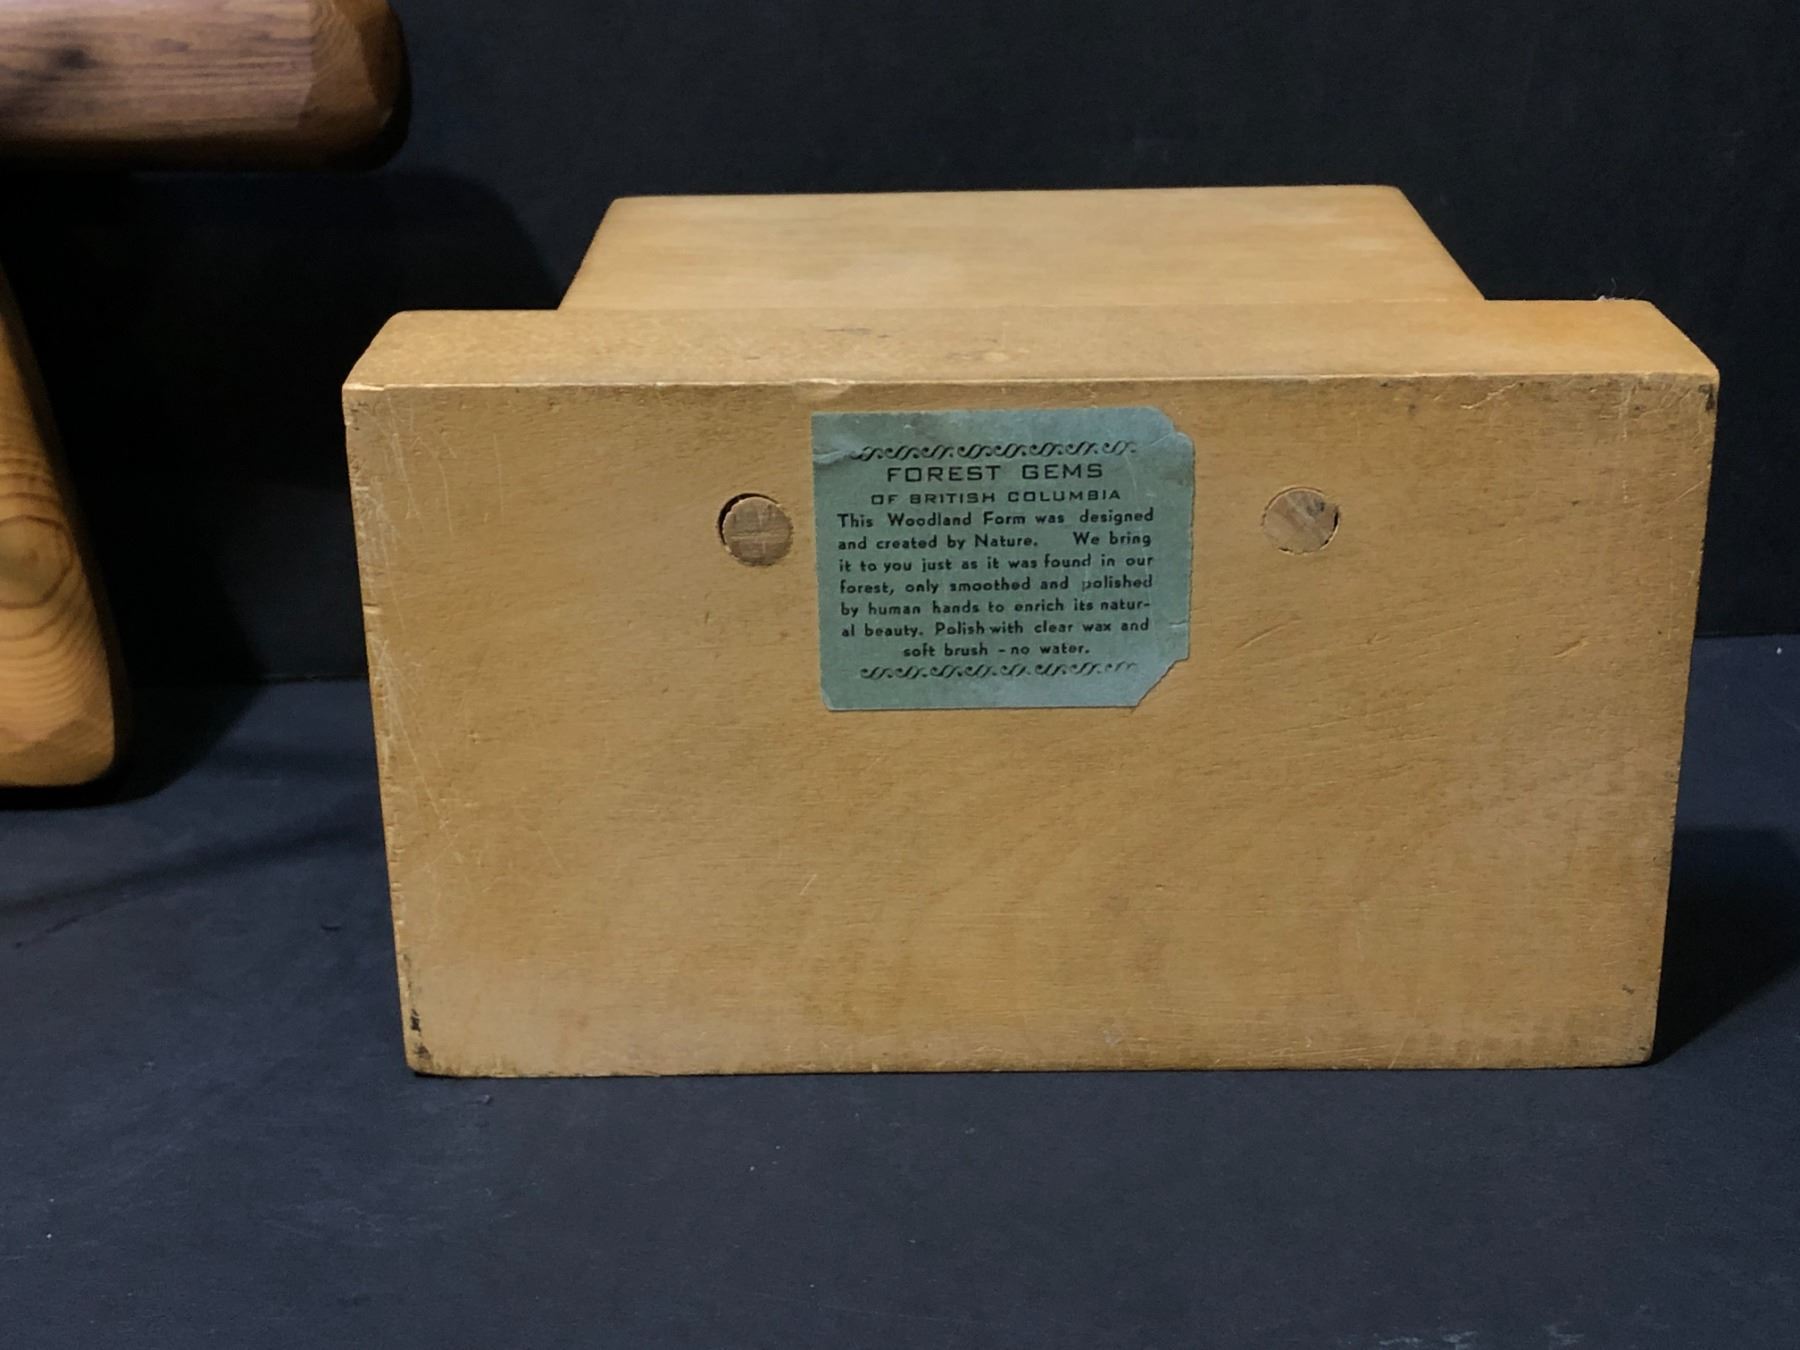 FOREST GEMS
OF BRITISH COLUMBIA
This Woodland Form was designed
and created by Nature. We bring
it to you just as it was found in our
forest, only smoothed and polished
by human hands to enrich its natur-
al beauty. Polish with clear wax and
soft brush - no water.